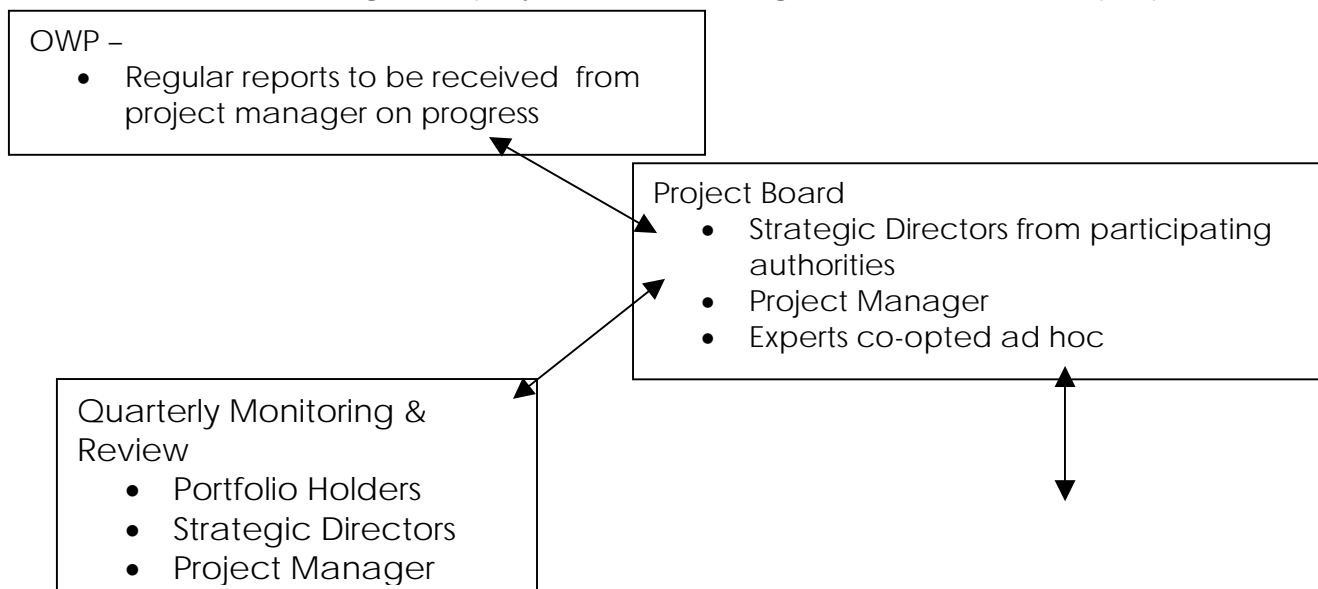 OWP –
• Regular reports to be received from
project manager on progress
Project Board
• Strategic Directors from participating
authorities
• Project Manager
• Experts co-opted ad hoc
Quarterly Monitoring &
Review
• Portfolio Holders
• Strategic Directors
• Project Manager